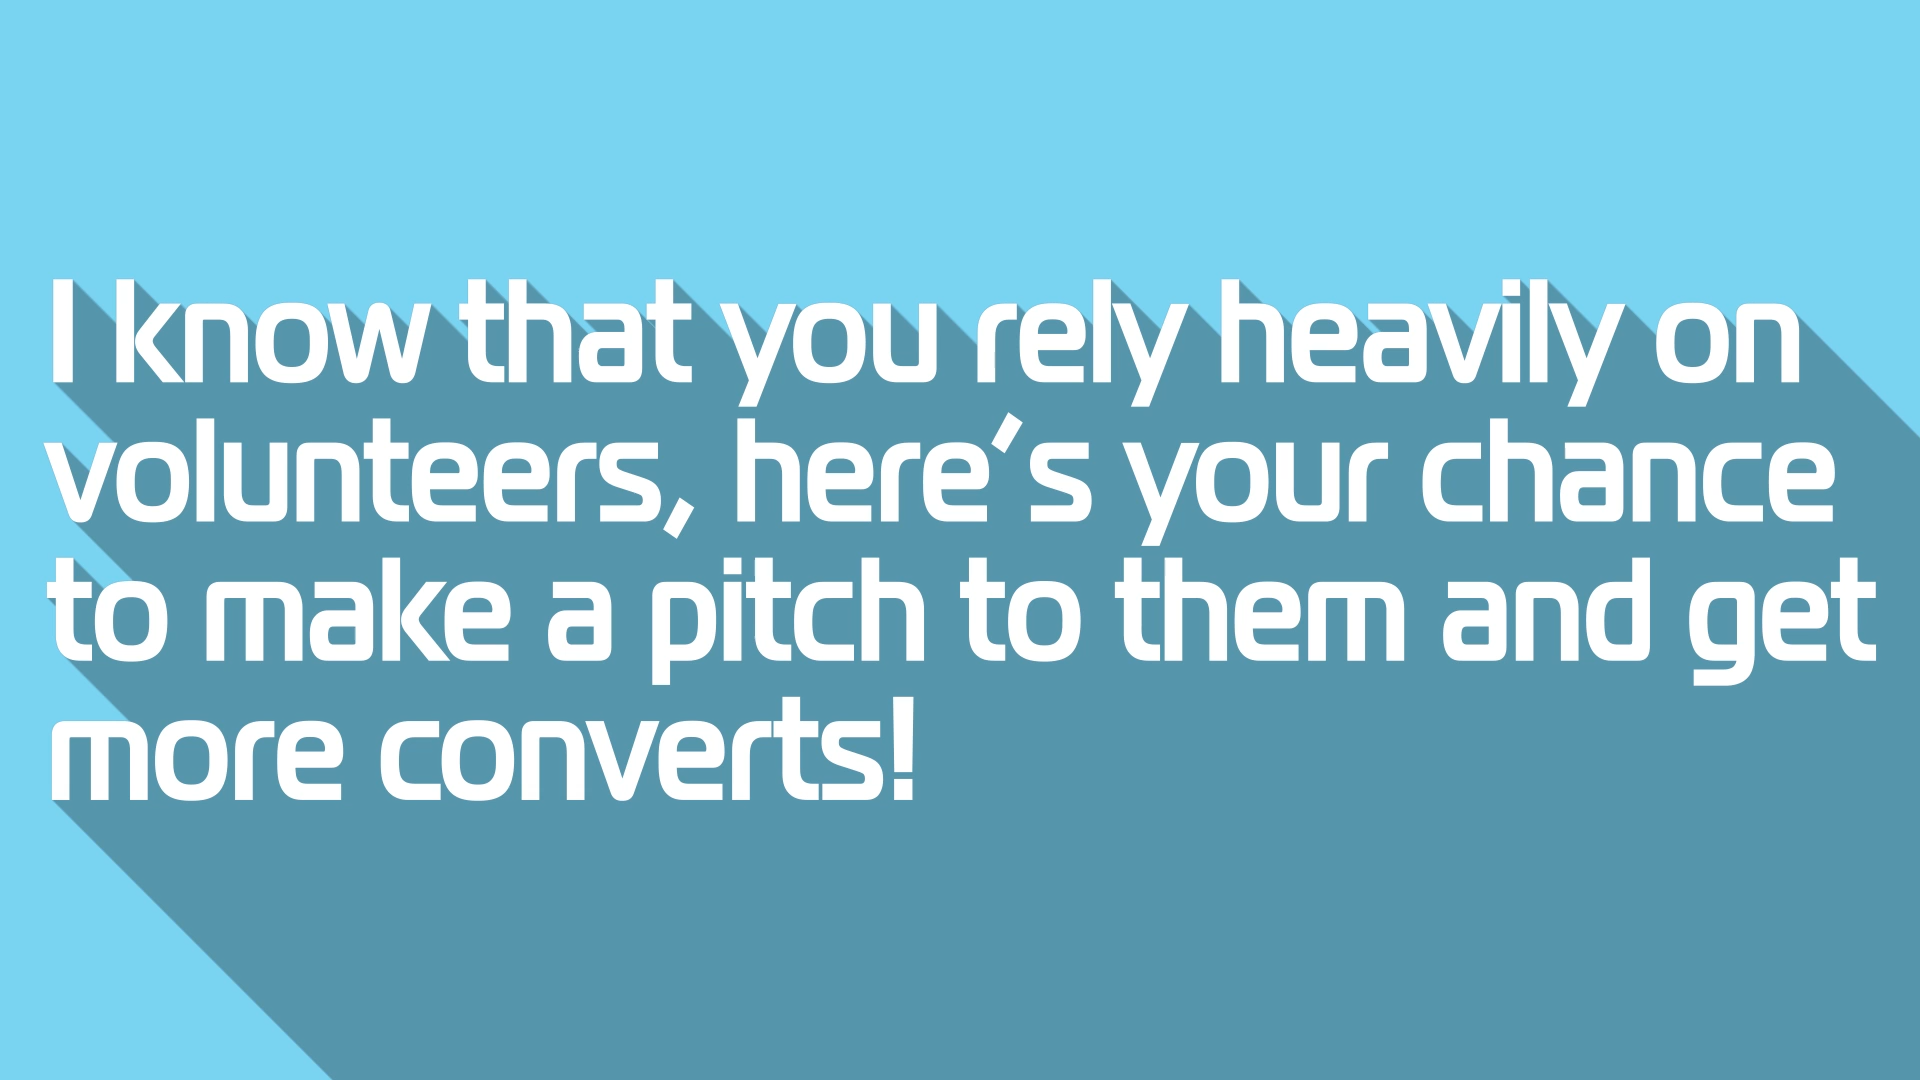 I know that you rely heavily on
volunteers, here’s your chance
to make a pitch to them and get
more converts!